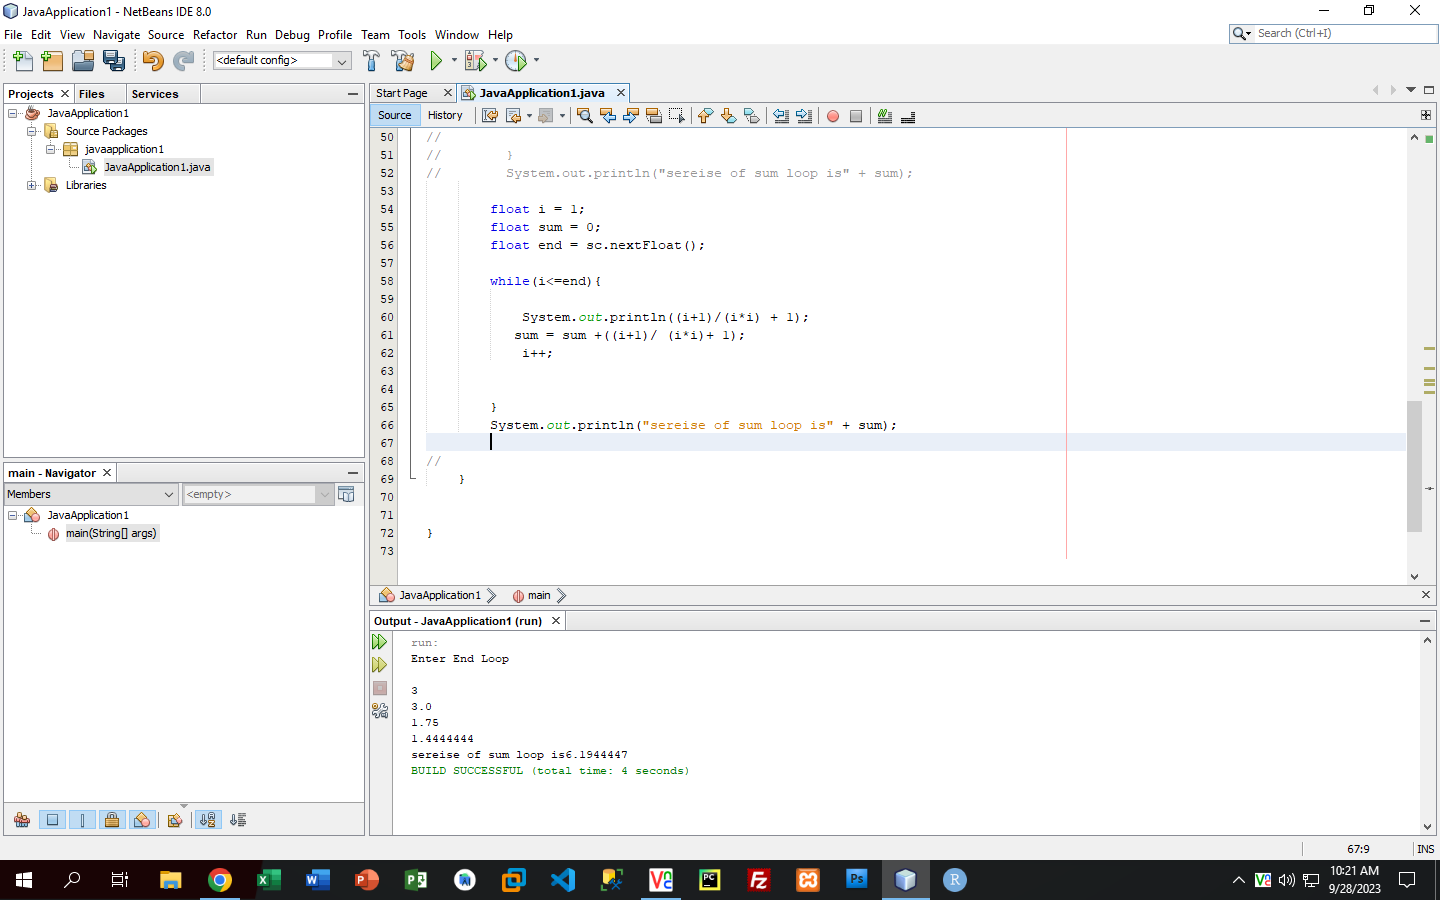 JavaApplication1 - NetBeans IDE 8.0
File Edit View Navigate Source Refactor Run Debug Profile Team Tools Window Help
Search (Ctrl+I)
<default config>
Projects Files Services
JavaApplication1
Source Packages
javaapplication1
JavaApplication1.java
Libraries
main - Navigator
Members
<empty>
JavaApplication1
main(String[] args)
Start Page JavaApplication1.java
Source History
50 //
51 // }
52 // System.out.println("sereise of sum loop is" + sum);
53
54 float i = 1;
55 float sum = 0;
56 float end = sc.nextFloat();
57
58 while(i<=end){
59
60 System.out.println((i+1)/(i*i) + 1);
61 sum = sum +((i+1)/ (i*i)+ 1);
62 i++;
63
64
65 }
66 System.out.println("sereise of sum loop is" + sum);
67
68 //
69 }
70
71
72 }
73
JavaApplication1 main
Output - JavaApplication1 (run)
run:
Enter End Loop
3
3.0
1.75
1.4444444
sereise of sum loop is6.1944447
BUILD SUCCESSFUL (total time: 4 seconds)
67:9 INS
10:21 AM
9/28/2023